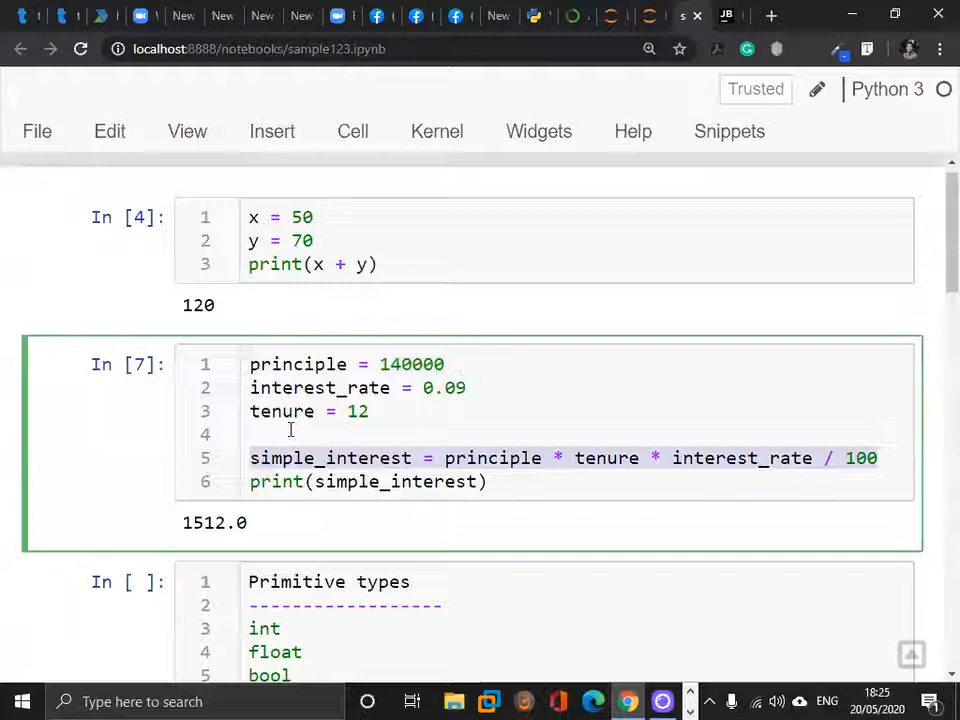 New
New
New
New
New
s
JB
localhost:8888/notebooks/sample123.ipynb
Trusted
Python 3
File Edit View Insert Cell Kernel Widgets Help Snippets
In [4]:
1 x = 50
2 y = 70
3 print(x + y)
120
In [7]:
1 principle = 140000
2 interest_rate = 0.09
3 tenure = 12
4
5 simple_interest = principle * tenure * interest_rate / 100
6 print(simple_interest)
1512.0
In [ ]:
1 Primitive types
2 ------------------
3 int
4 float
5 bool
Type here to search
ENG
18:25
20/05/2020
1